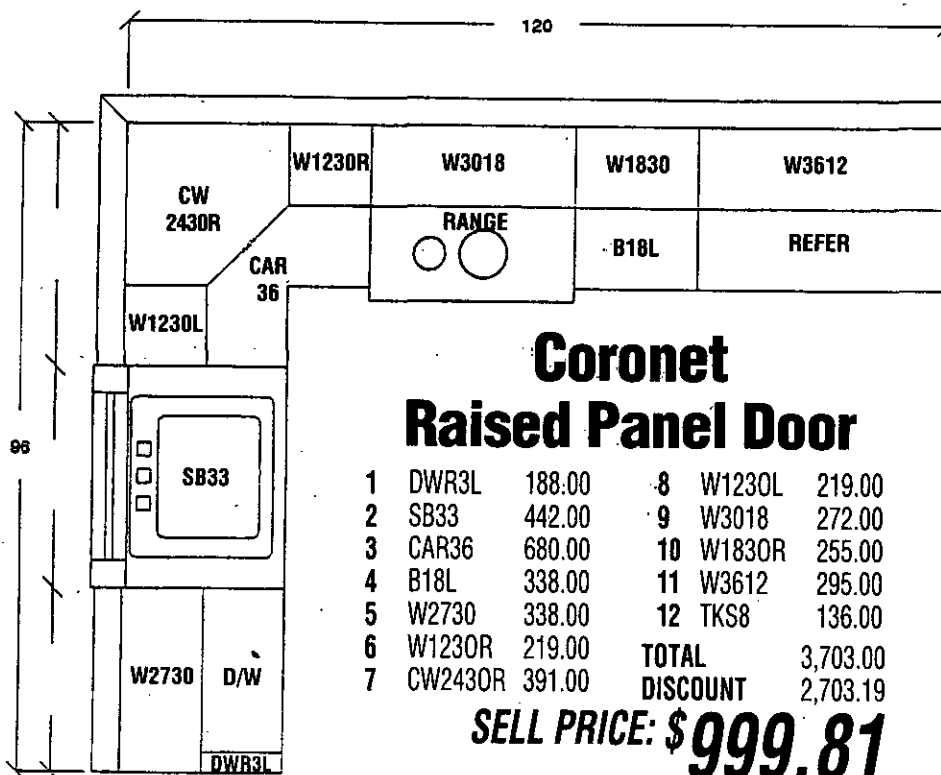 120
W1230R W3018 W1830 W3612
CW
2430R
RANGE
CAR
36
B18L REFER
W1230L
96
SB33
W2730 D/W
DWR3L
Coronet
Raised Panel Door
1 DWR3L 188.00 8 W123OL 219.00
2 SB33 442.00 9 W3018 272.00
3 CAR36 680.00 10 W183OR 255.00
4 B18L 338.00 11 W3612 295.00
5 W2730 338.00 12 TKS8 136.00
6 W123OR 219.00 TOTAL 3,703.00
7 CW243OR 391.00 DISCOUNT 2,703.19
SELL PRICE: $999.81